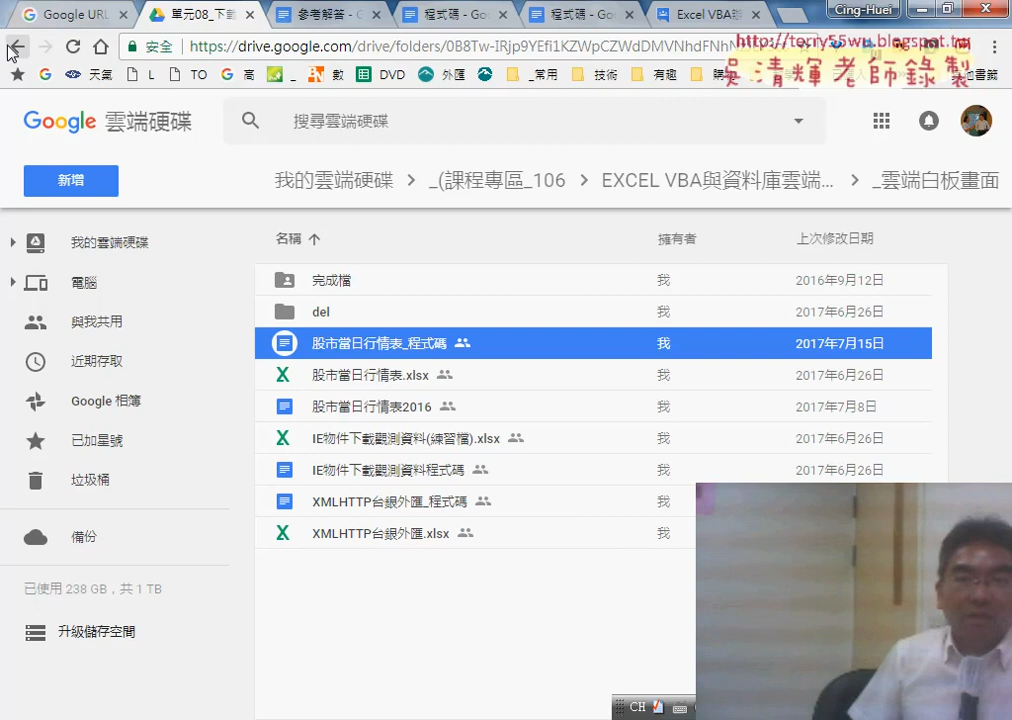 Cing-Huei
Google URL
單元08_下載
參考解答 - G
程式碼 - Go
程式碼 - Go
Excel VBA班
安全
https://drive.google.com/drive/folders/0B8Tw-IRjp9YEfi1KZWpCZWdDMVNhdFNh
http://terry55wu.blogspot.tw
吳清輝老師錄製
天氣
L
TO
高
數
DVD
外匯
_常用
技術
有趣
Google 雲端硬碟
搜尋雲端硬碟
新增
我的雲端硬碟
_(課程專區_106
EXCEL VBA與資料庫雲端...
_雲端白板畫面
我的雲端硬碟
電腦
與我共用
近期存取
Google 相簿
已加星號
垃圾桶
備份
已使用 238 GB，共 1 TB
升級儲存空間
名稱 擁有者 上次修改日期
完成檔 我 2016年9月12日
del 我 2017年6月26日
股市當日行情表_程式碼 我 2017年7月15日
股市當日行情表.xlsx 我 2017年6月26日
股市當日行情表2016 我 2017年7月8日
IE物件下載觀測資料(練習檔).xlsx 我 2017年6月26日
IE物件下載觀測資料程式碼 我 2017年6月26日
XMLHTTP台銀外匯_程式碼 我
XMLHTTP台銀外匯.xlsx 我
CH